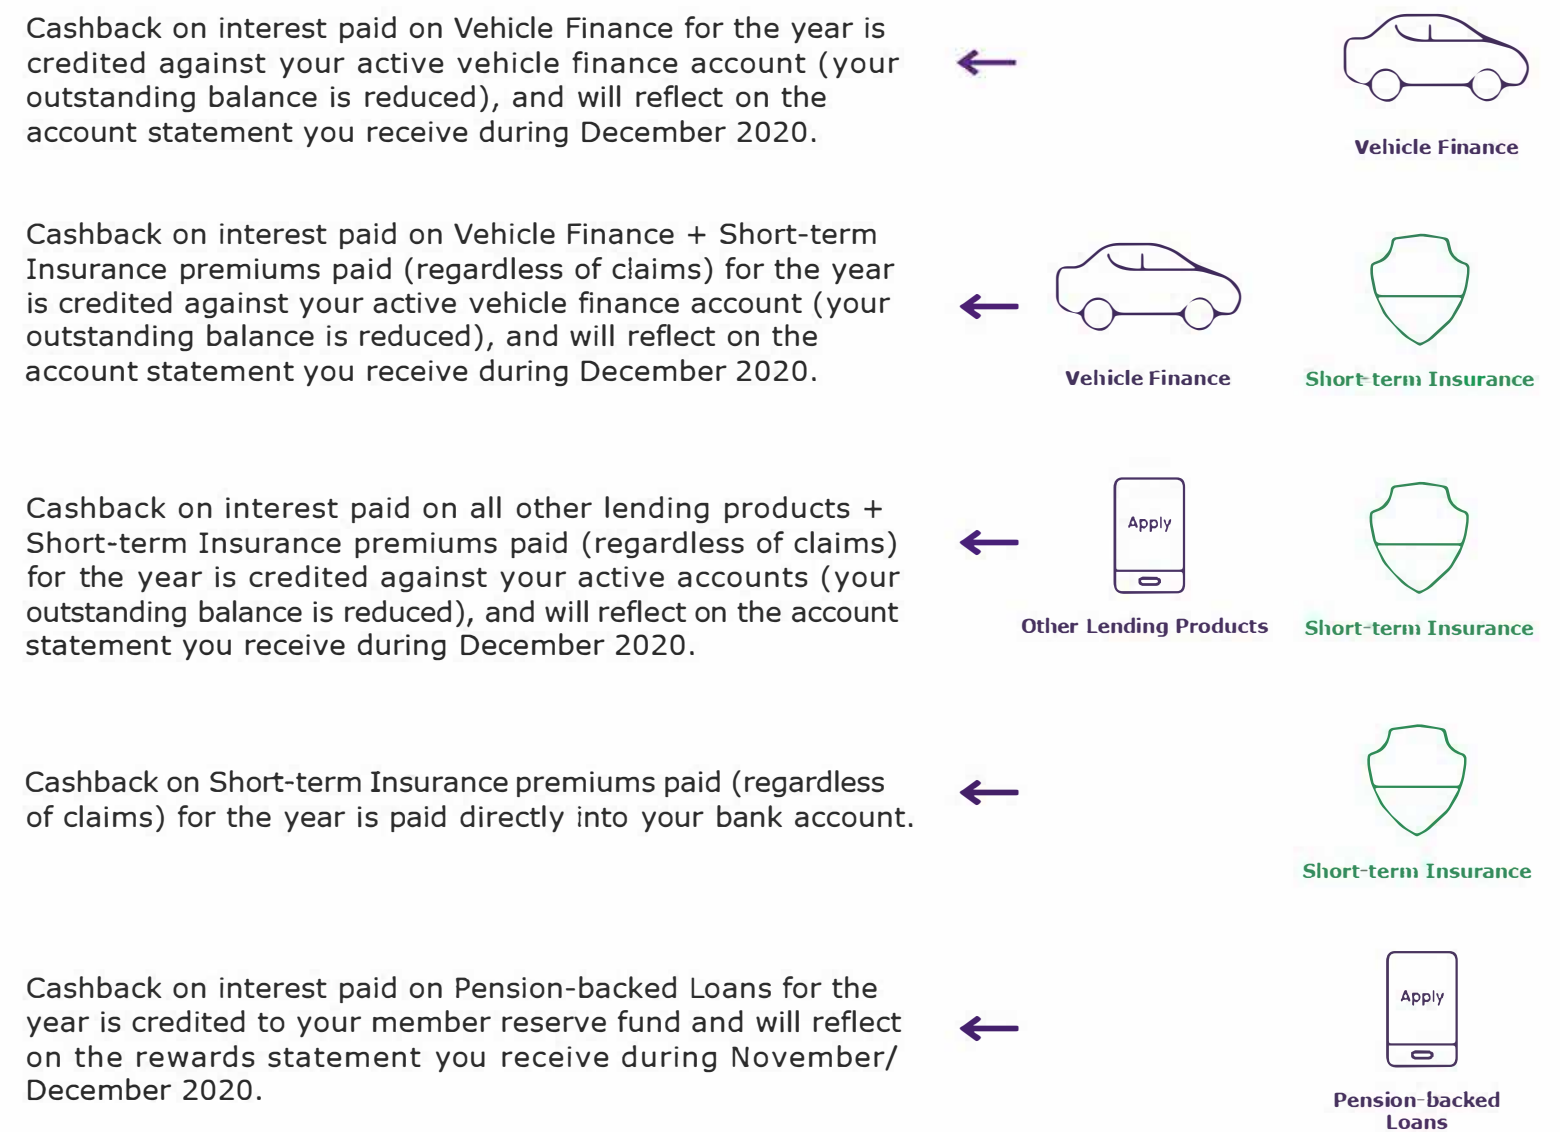 Cashback on interest paid on Vehicle Finance for the year is
credited against your active vehicle finance account (your
outstanding balance is reduced), and will reflect on the
account statement you receive during December 2020.
Vehicle Finance
Cashback on interest paid on Vehicle Finance + Short-term
Insurance premiums paid (regardless of claims) for the year
is credited against your active vehicle finance account (your
outstanding balance is reduced), and will reflect on the
account statement you receive during December 2020.
Vehicle Finance
Short-term Insurance
Cashback on interest paid on all other lending products +
Short-term Insurance premiums paid (regardless of claims)
for the year is credited against your active accounts (your
outstanding balance is reduced), and will reflect on the account
statement you receive during December 2020.
Apply
Other Lending Products
Short-term Insurance
Cashback on Short-term Insurance premiums paid (regardless
of claims) for the year is paid directly into your bank account.
Short-term Insurance
Cashback on interest paid on Pension-backed Loans for the
year is credited to your member reserve fund and will reflect
on the rewards statement you receive during November/
December 2020.
Apply
Pension-backed
Loans